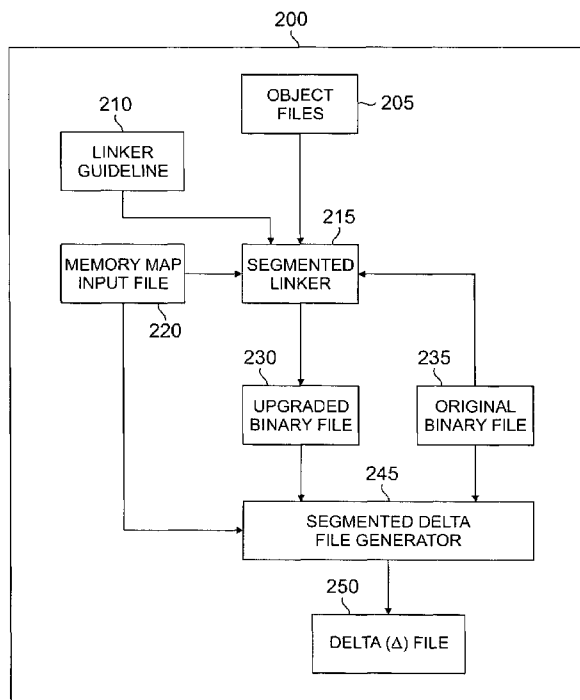 200
OBJECT
FILES
205
210
LINKER
GUIDELINE
215
MEMORY MAP
INPUT FILE
220
SEGMENTED
LINKER
230
UPGRADED
BINARY FILE
235
ORIGINAL
BINARY FILE
245
SEGMENTED DELTA
FILE GENERATOR
250
DELTA (Δ) FILE